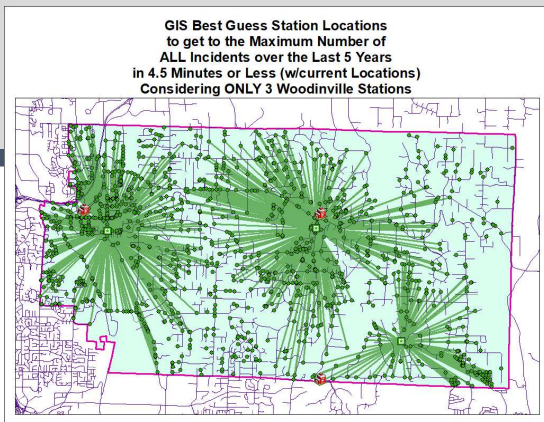 GIS Best Guess Station Locations
to get to the Maximum Number of
ALL Incidents over the Last 5 Years
in 4.5 Minutes or Less (w/current Locations)
Considering ONLY 3 Woodinville Stations